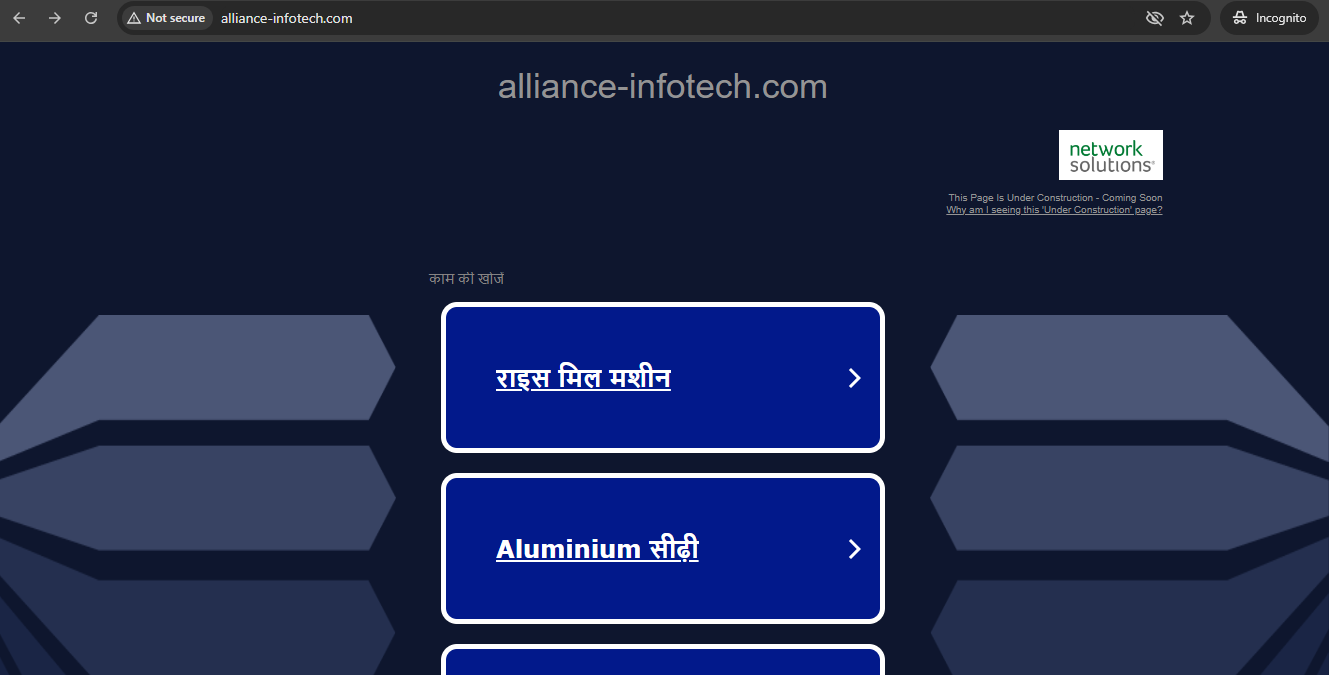 Not secure
alliance-infotech.com
Incognito
alliance-infotech.com
network
solutions®
This Page Is Under Construction - Coming Soon
Why am I seeing this 'Under Construction' page?
काम की खोजें
राइस मिल मशीन
Aluminium सीढ़ी